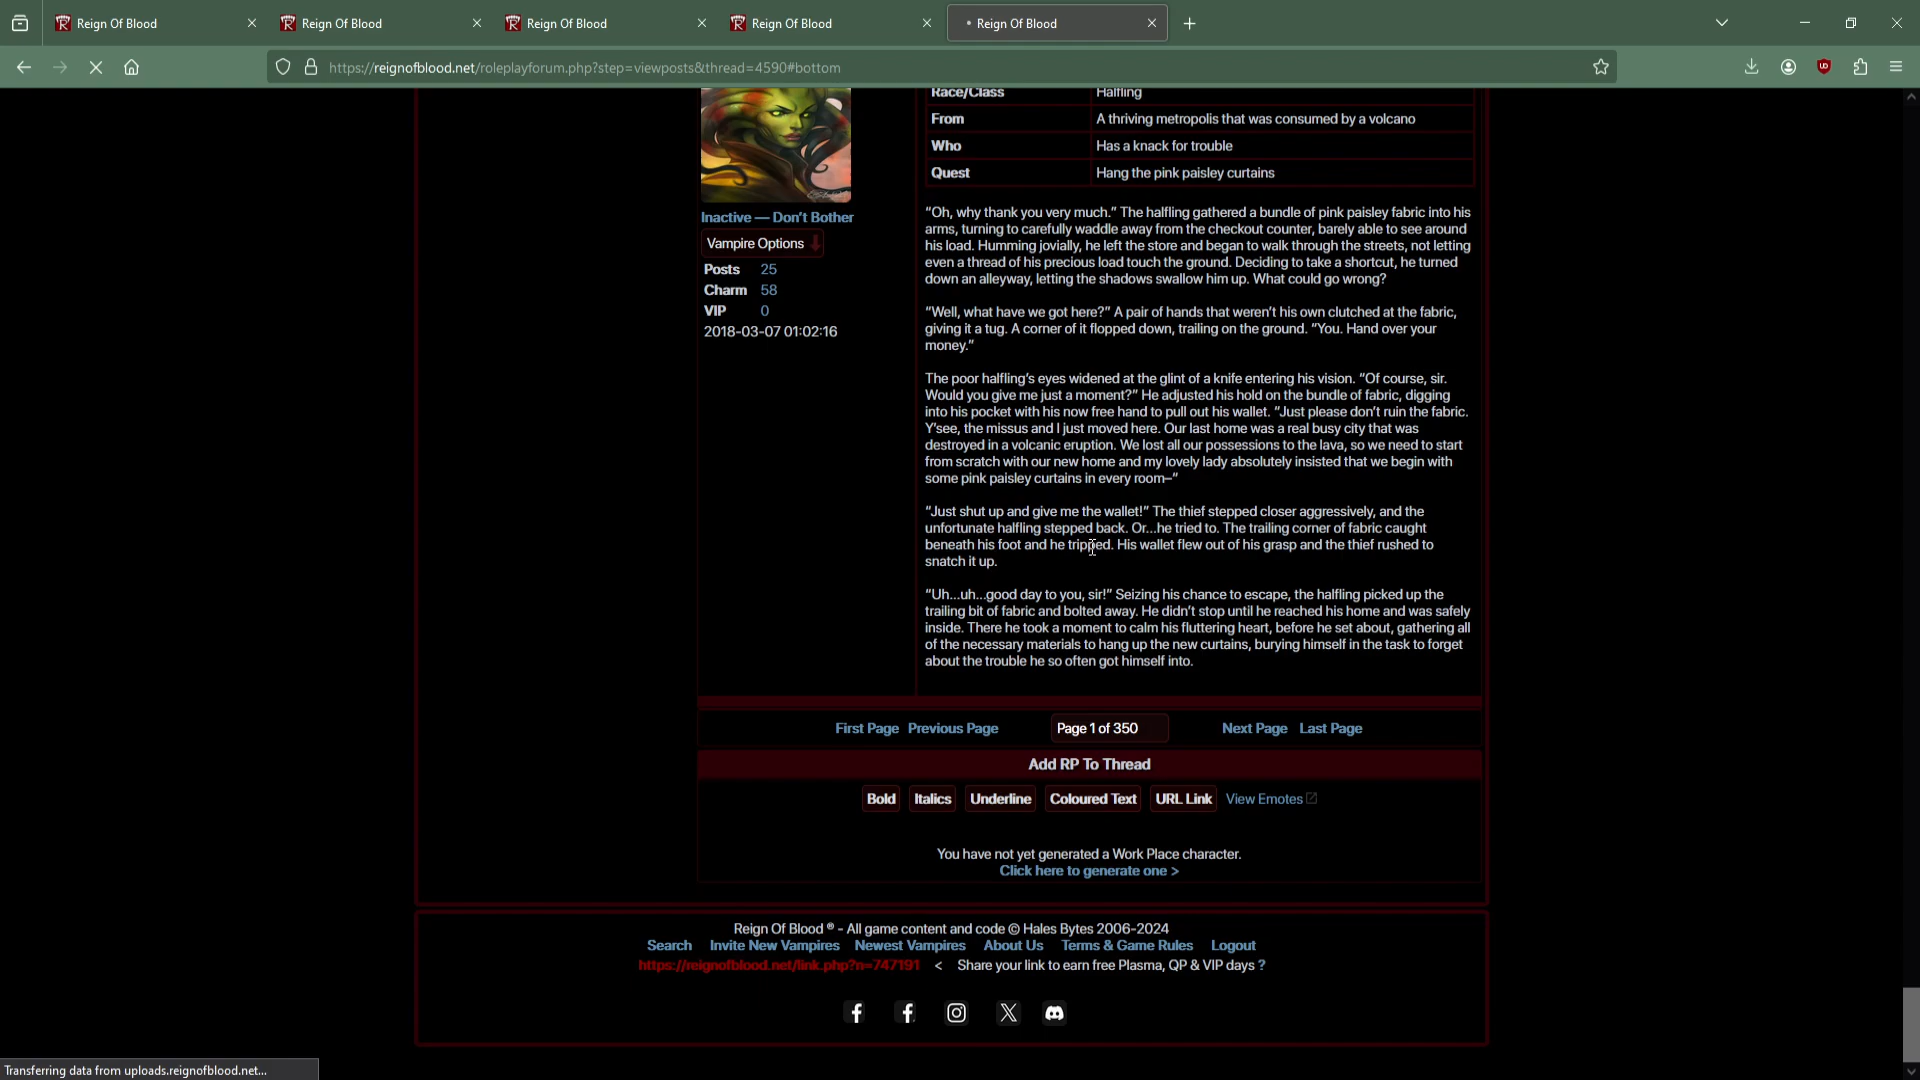 Reign Of Blood
Reign Of Blood
Reign Of Blood
Reign Of Blood
Reign Of Blood
https://reignofblood.net/roleplayforum.php?step=viewposts&thread=4590#bottom
Race/Class Halfling
From A thriving metropolis that was consumed by a volcano
Who Has a knack for trouble
Quest Hang the pink paisley curtains
Inactive — Don't Bother
Vampire Options
Posts 25
Charm 58
VIP 0
2018-03-07 01:02:16
“Oh, why thank you very much.” The halfling gathered a bundle of pink paisley fabric into his
arms, turning to carefully waddle away from the checkout counter, barely able to see around
his load. Humming jovially, he left the store and began to walk through the streets, not letting
even a thread of his precious load touch the ground. Deciding to take a shortcut, he turned
down an alleyway, letting the shadows swallow him up. What could go wrong?
“Well, what have we got here?” A pair of hands that weren’t his own clutched at the fabric,
giving it a tug. A corner of it flopped down, trailing on the ground. “You. Hand over your
money.”
The poor halfling’s eyes widened at the glint of a knife entering his vision. “Of course, sir.
Would you give me just a moment?” He adjusted his hold on the bundle of fabric, digging
into his pocket with his now free hand to pull out his wallet. “Just please don’t ruin the fabric.
Y’see, the missus and I just moved here. Our last home was a real busy city that was
destroyed in a volcanic eruption. We lost all our possessions to the lava, so we need to start
from scratch with our new home and my lovely lady absolutely insisted that we begin with
some pink paisley curtains in every room–“
“Just shut up and give me the wallet!” The thief stepped closer aggressively, and the
unfortunate halfling stepped back. Or...he tried to. The trailing corner of fabric caught
beneath his foot and he tripped. His wallet flew out of his grasp and the thief rushed to
snatch it up.
“Uh...uh...good day to you, sir!” Seizing his chance to escape, the halfling picked up the
trailing bit of fabric and bolted away. He didn’t stop until he reached his home and was safely
inside. There he took a moment to calm his fluttering heart, before he set about, gathering all
of the necessary materials to hang up the new curtains, burying himself in the task to forget
about the trouble he so often got himself into.
First Page Previous Page Page 1 of 350 Next Page Last Page
Add RP To Thread
Bold Italics Underline Coloured Text URL Link View Emotes
You have not yet generated a Work Place character.
Click here to generate one >
Reign Of Blood ® - All game content and code © Hales Bytes 2006-2024
Search Invite New Vampires Newest Vampires About Us Terms & Game Rules Logout
https://reignofblood.net/link.php?n=747191 < Share your link to earn free Plasma, QP & VIP days ?
Transferring data from uploads.reignofblood.net...